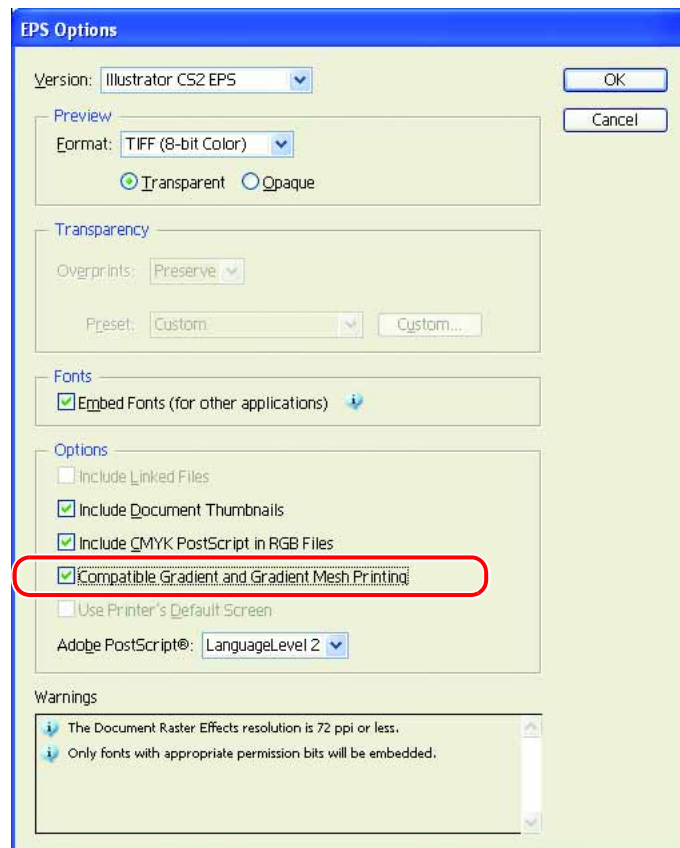 EPS Options
Version: Illustrator CS2 EPS
OK
Cancel
Preview
Format: TIFF (8-bit Color)
Transparent Opaque
Transparency
Overprints: Preserve
Preset: Custom Custom...
Fonts
Embed Fonts (for other applications)
Options
Include Linked Files
Include Document Thumbnails
Include CMYK PostScript in RGB Files
Compatible Gradient and Gradient Mesh Printing
Use Printer's Default Screen
Adobe PostScript®: LanguageLevel 2
Warnings
The Document Raster Effects resolution is 72 ppi or less.
Only fonts with appropriate permission bits will be embedded.